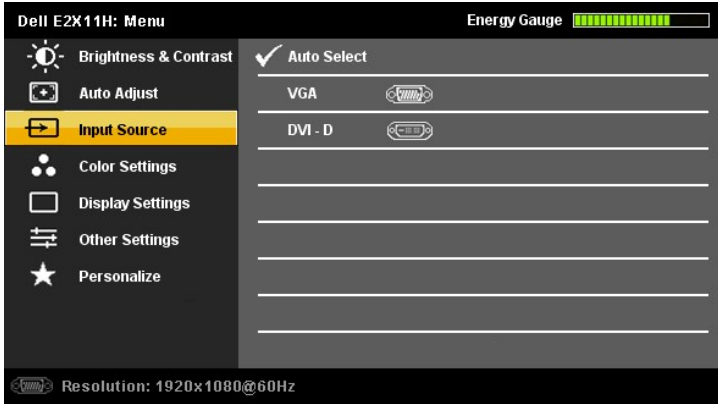 Dell E2X11H: Menu Energy Gauge
Brightness & Contrast Auto Select
Auto Adjust VGA
Input Source DVI - D
Color Settings
Display Settings
Other Settings
Personalize
Resolution: 1920x1080@60Hz